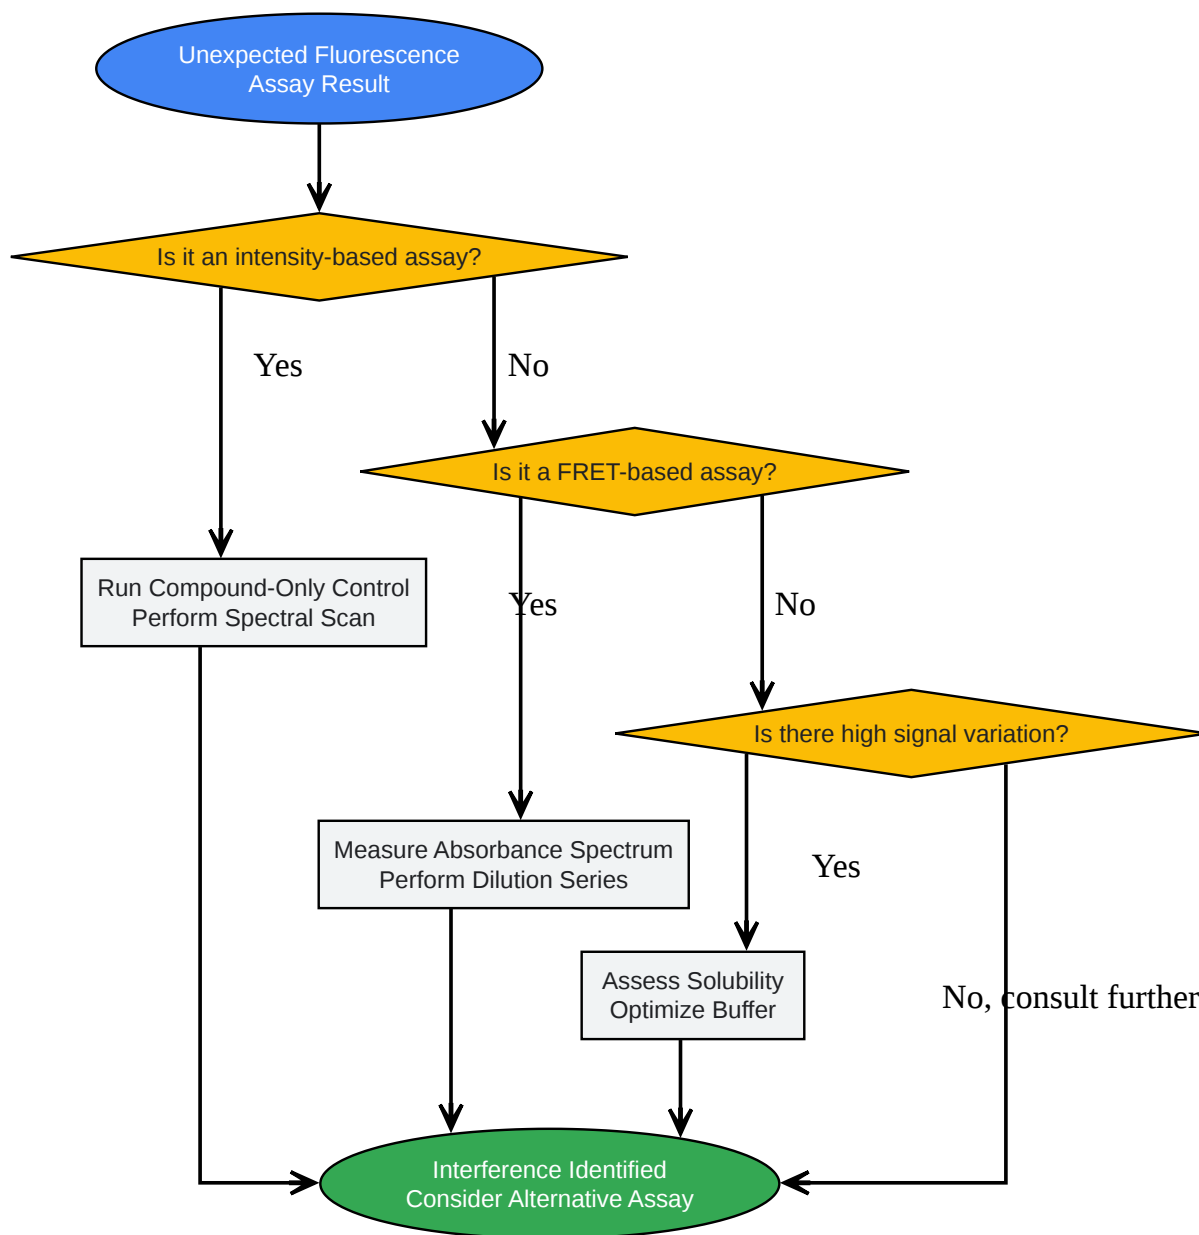 Unexpected Fluorescence
Assay Result
Is it an intensity-based assay?
Yes
No
Is it a FRET-based assay?
Run Compound-Only Control
Perform Spectral Scan
Yes
No
Is there high signal variation?
Measure Absorbance Spectrum
Perform Dilution Series
Yes
Assess Solubility
Optimize Buffer
No, consult further
Interference Identified
Consider Alternative Assay